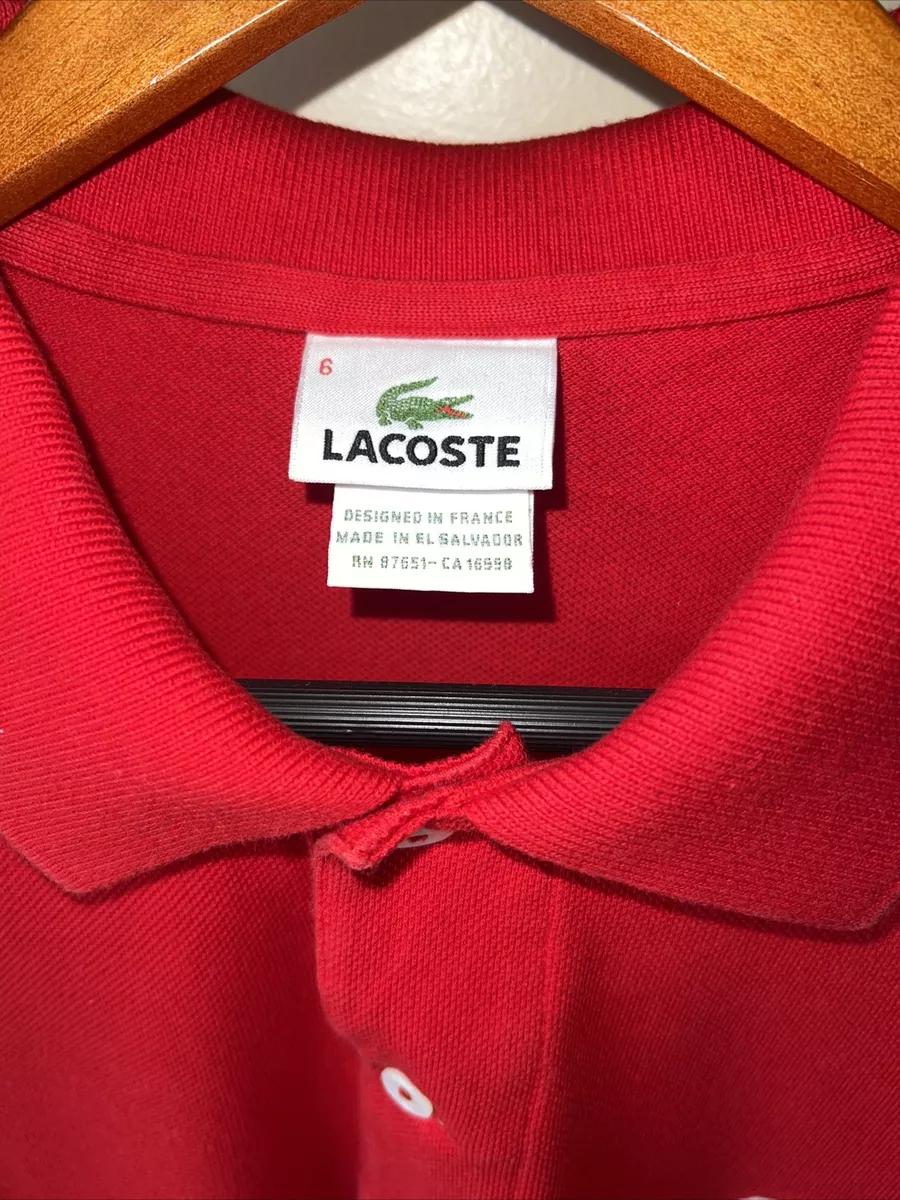 6
LACOSTE
DESIGNED IN FRANCE
MADE IN EL SALVADOR
RN 87651-CA 16998